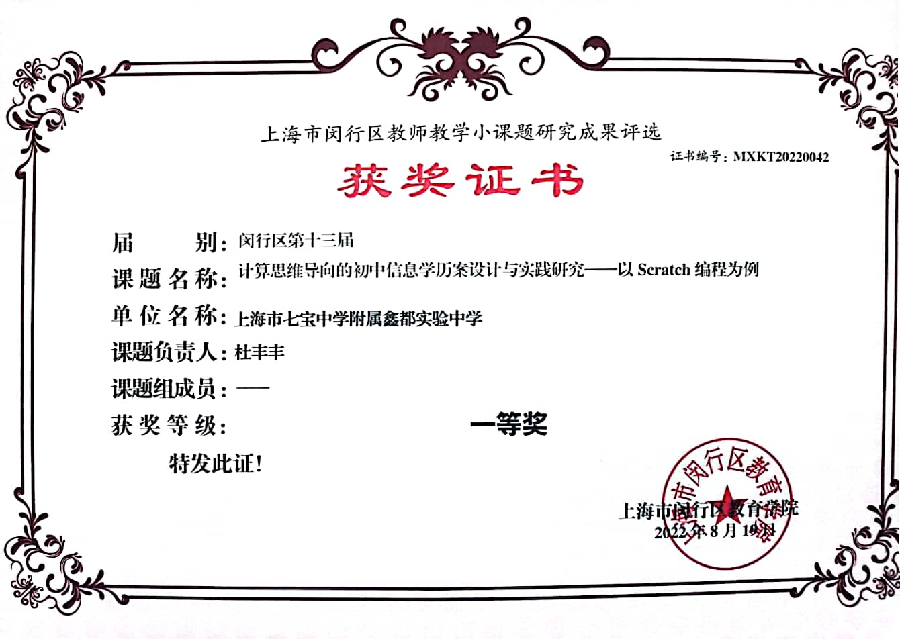 上海市闵行区教师教学小课题研究成果评选
证书编号：MXKT20220042
获奖证书
届别：闵行区第十三届
课题名称：计算思维导向的初中信息学历案设计与实践研究——以 Scratch 编程为例
单位名称：上海市七宝中学附属鑫都实验中学
课题负责人：杜丰丰
课题组成员：——
获奖等级：一等奖
特发此证！
上海市闵行区教育学院
上海市闵行区教育学院
2022 年 8 月